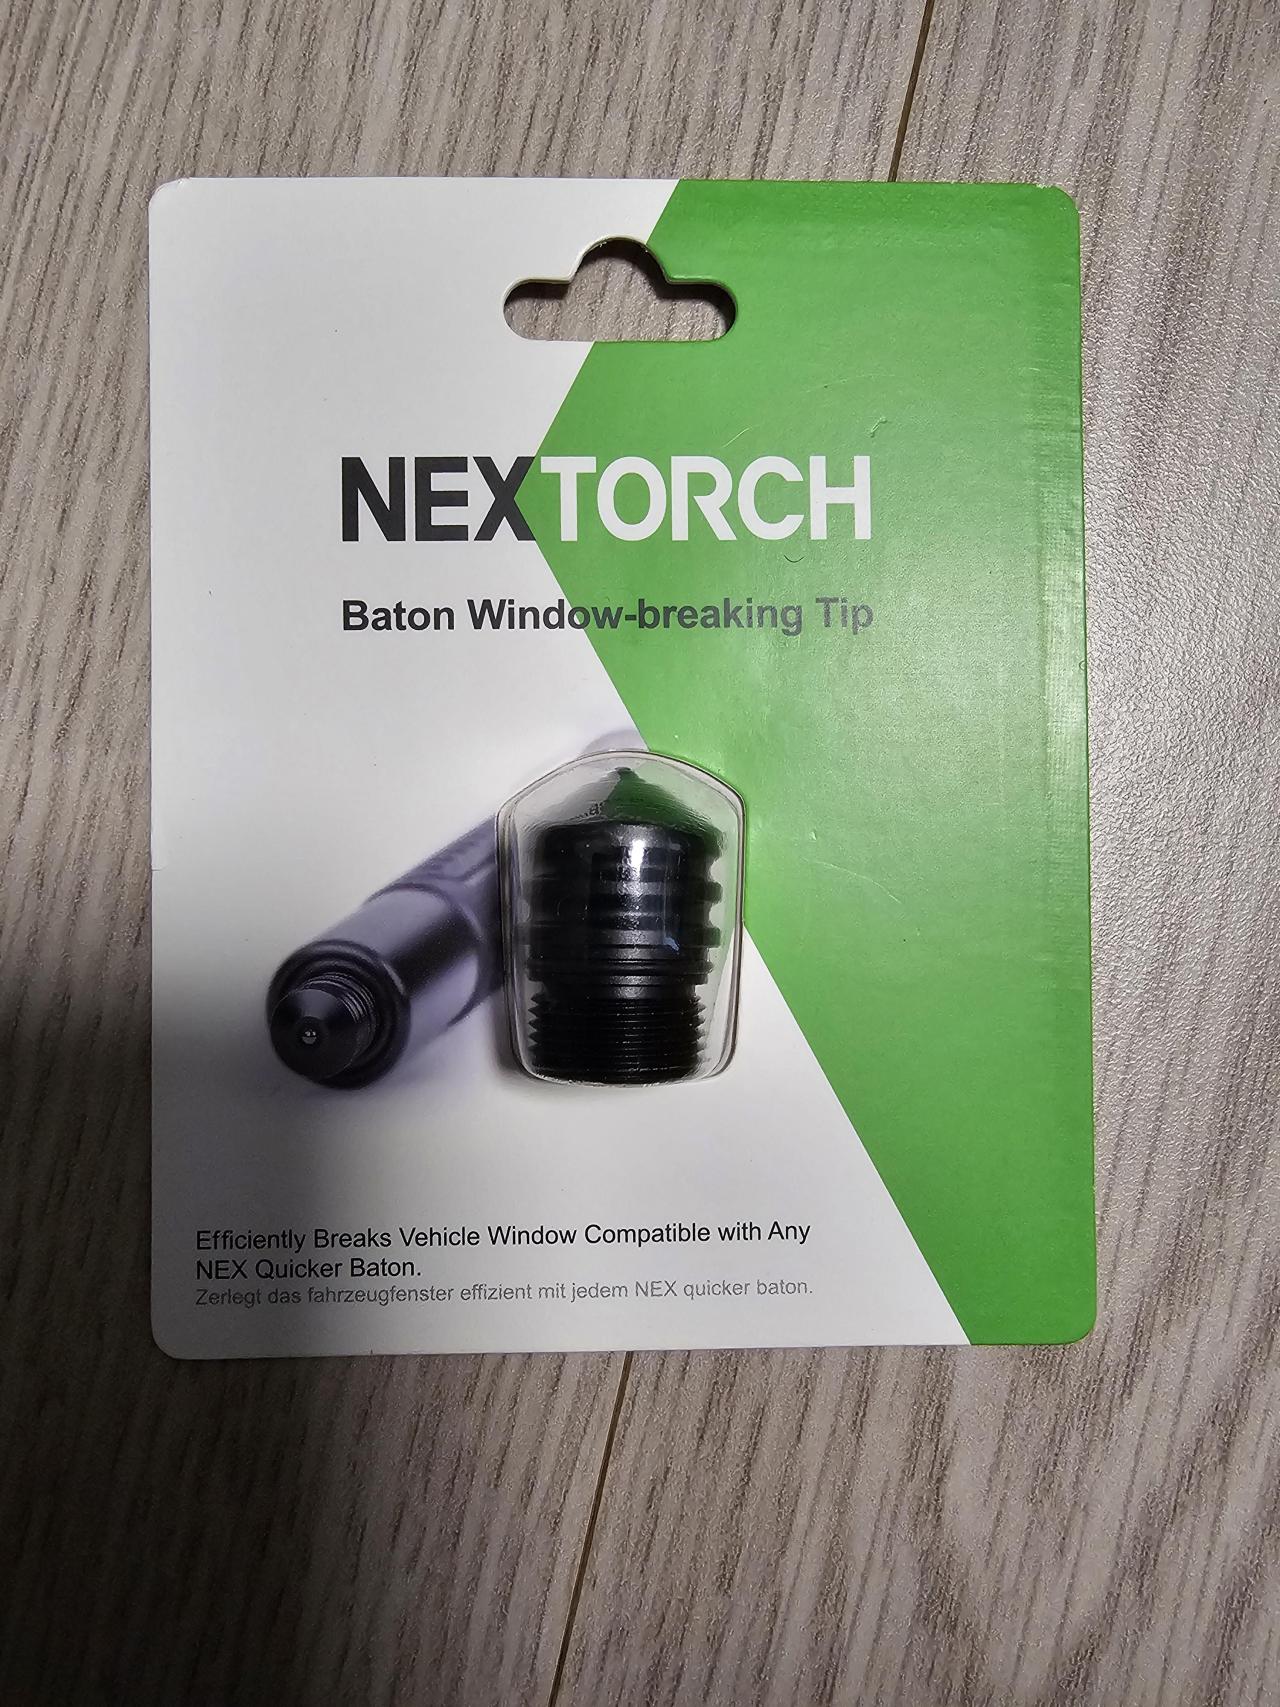 NEXTORCH
Baton Window-breaking Tip
Efficiently Breaks Vehicle Window Compatible with Any
NEX Quicker Baton.
Zerlegt das fahrzeugfenster effizient mit jedem NEX quicker baton.